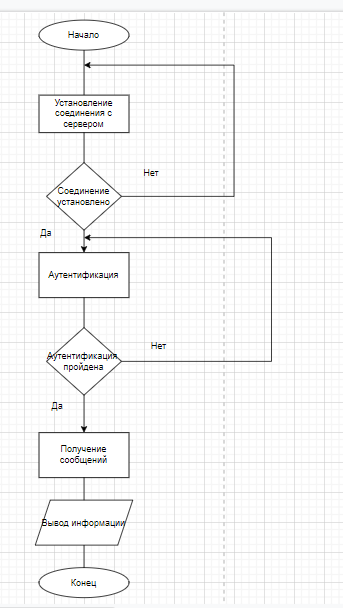 Начало
Установление
соединения с
сервером
Нет
Соединение
установлено
Да
Аутентификация
Нет
Аутентификация
пройдена
Да
Получение
сообщений
Вывод информации
Конец